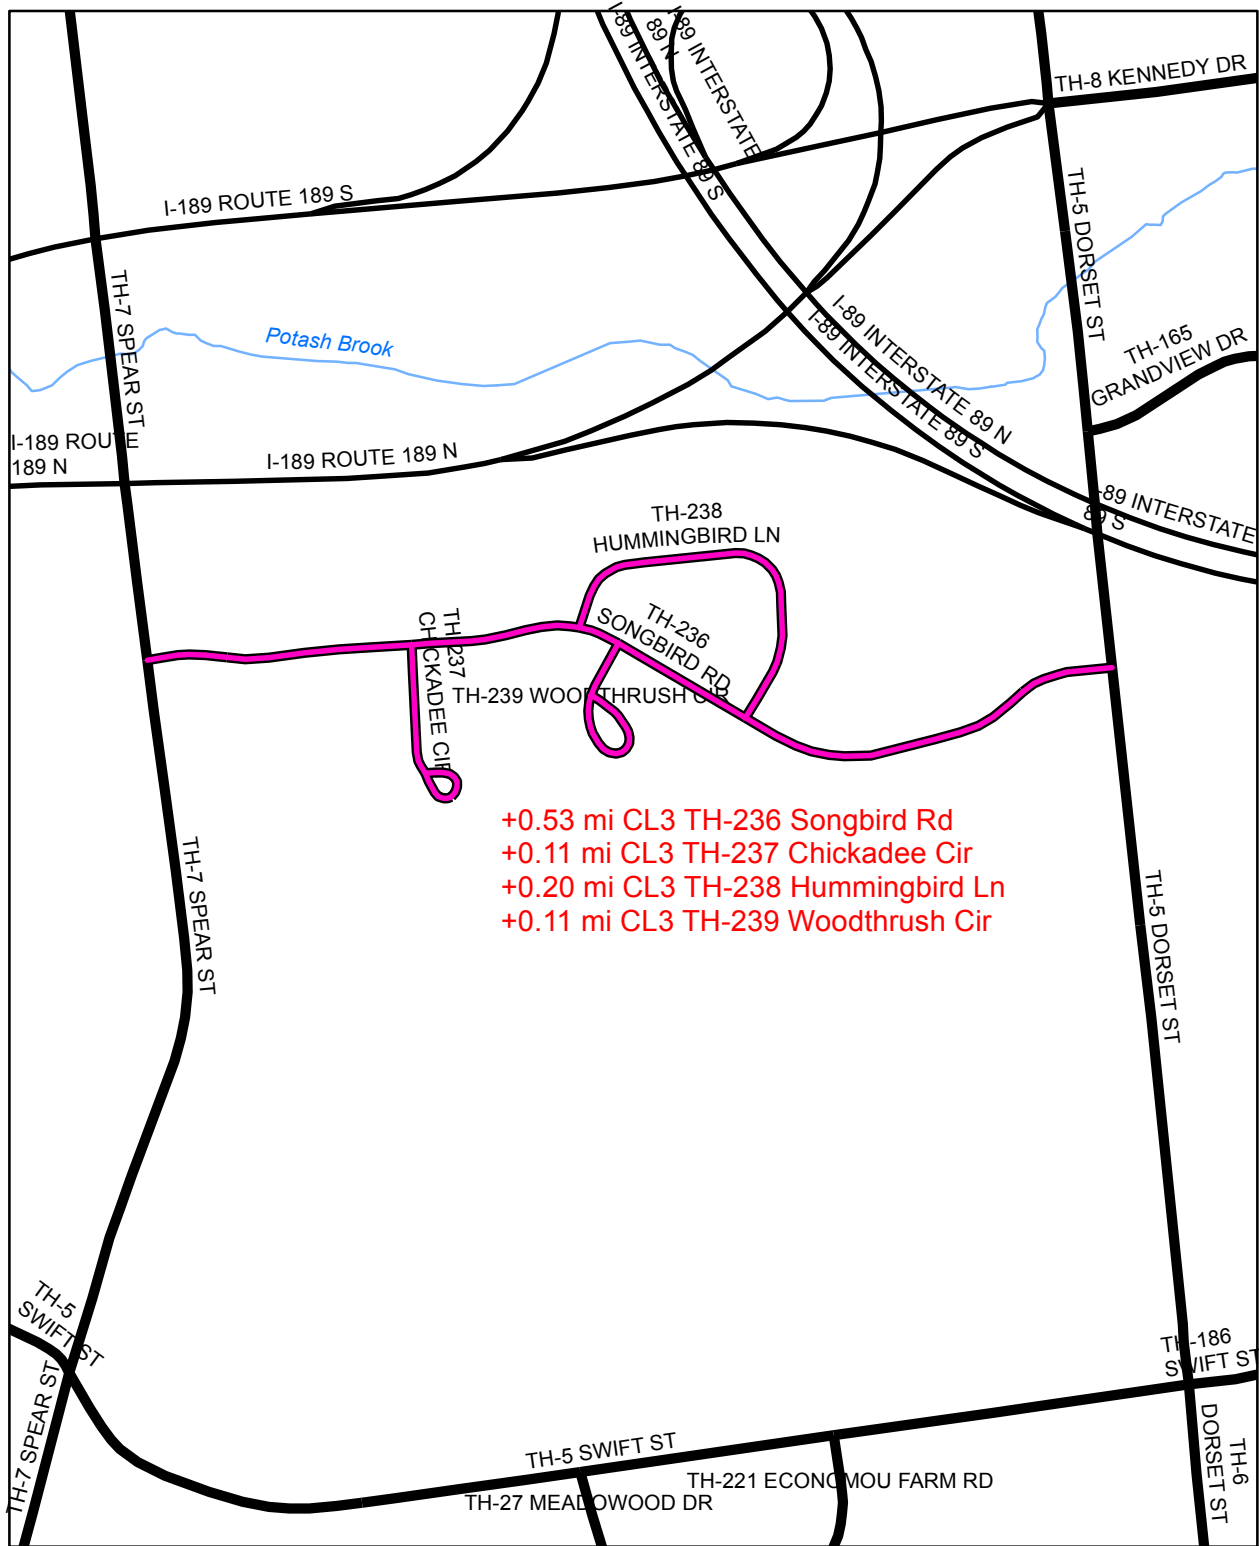 I-89 INTERSTATE 89 S
89 N
I-89 INTERSTATE
TH-8 KENNEDY DR
I-189 ROUTE 189 S
TH-5 DORSET ST
TH-7 SPEAR ST
Potash Brook
I-89 INTERSTATE 89 N
I-89 INTERSTATE 89 S
TH-165
GRANDVIEW DR
I-189 ROUTE
189 N
I-189 ROUTE 189 N
I-89 INTERSTATE
89 S
TH-238
HUMMINGBIRD LN
TH-236
SONGBIRD RD
TH-237
CHICKADEE CIR
TH-239 WOODTHRUSH CIR
+0.53 mi CL3 TH-236 Songbird Rd
+0.11 mi CL3 TH-237 Chickadee Cir
+0.20 mi CL3 TH-238 Hummingbird Ln
+0.11 mi CL3 TH-239 Woodthrush Cir
TH-7 SPEAR ST
TH-5 DORSET ST
TH-5
SWIFT ST
TH-186
SWIFT ST
TH-7 SPEAR ST
TH-5 SWIFT ST
TH-221 ECONOMOU FARM RD
TH-27 MEADOWOOD DR
TH-6
DORSET ST